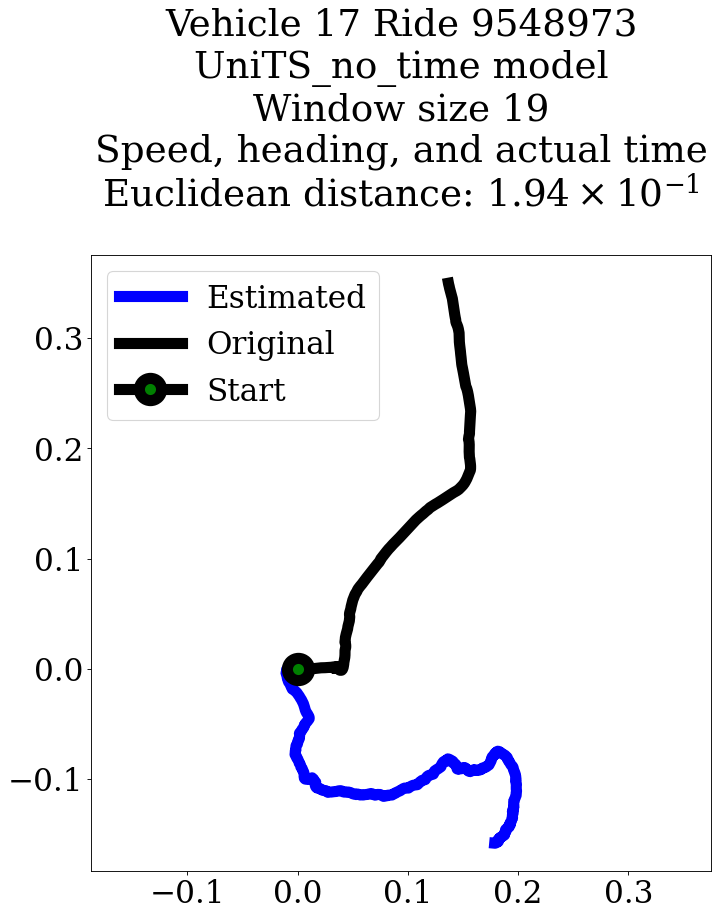 Vehicle 17 Ride 9548973
UniTS_no_time model
Window size 19
Speed, heading, and actual time
Euclidean distance: 1.94 × 10⁻¹
Estimated
Original
Start
0.3
0.2
0.1
0.0
−0.1
−0.1 0.0 0.1 0.2 0.3